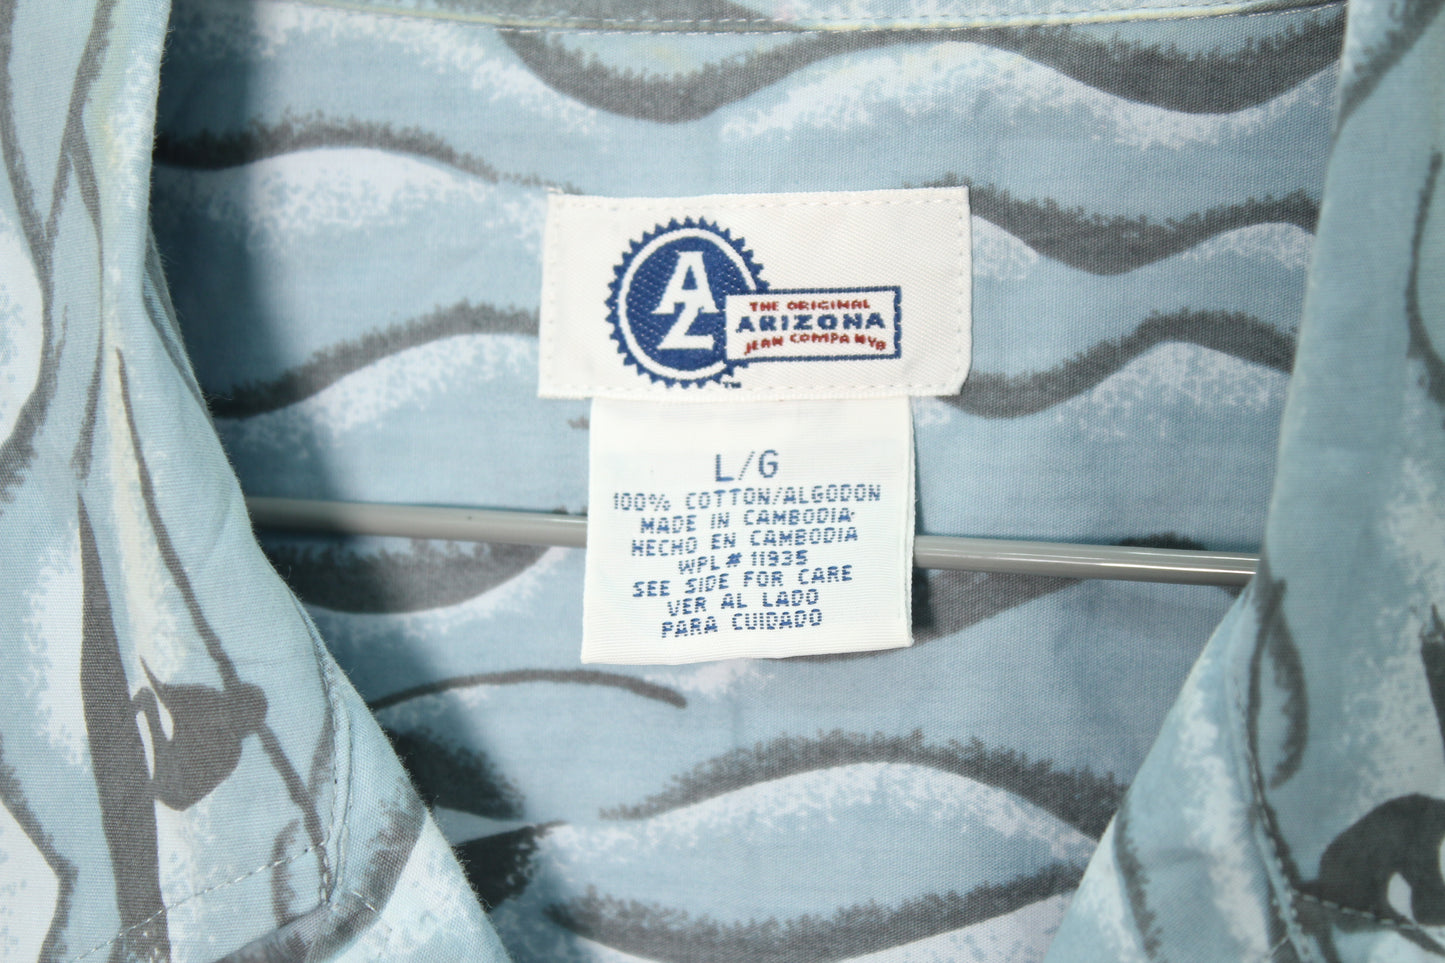 AZ
THE ORIGINAL
ARIZONA
JEAN COMPANY®
TM
L/G
100% COTTON/ALGODON
MADE IN CAMBODIA
HECHO EN CAMBODIA
WPL # 11935
SEE SIDE FOR CARE
VER AL LADO
PARA CUIDADO